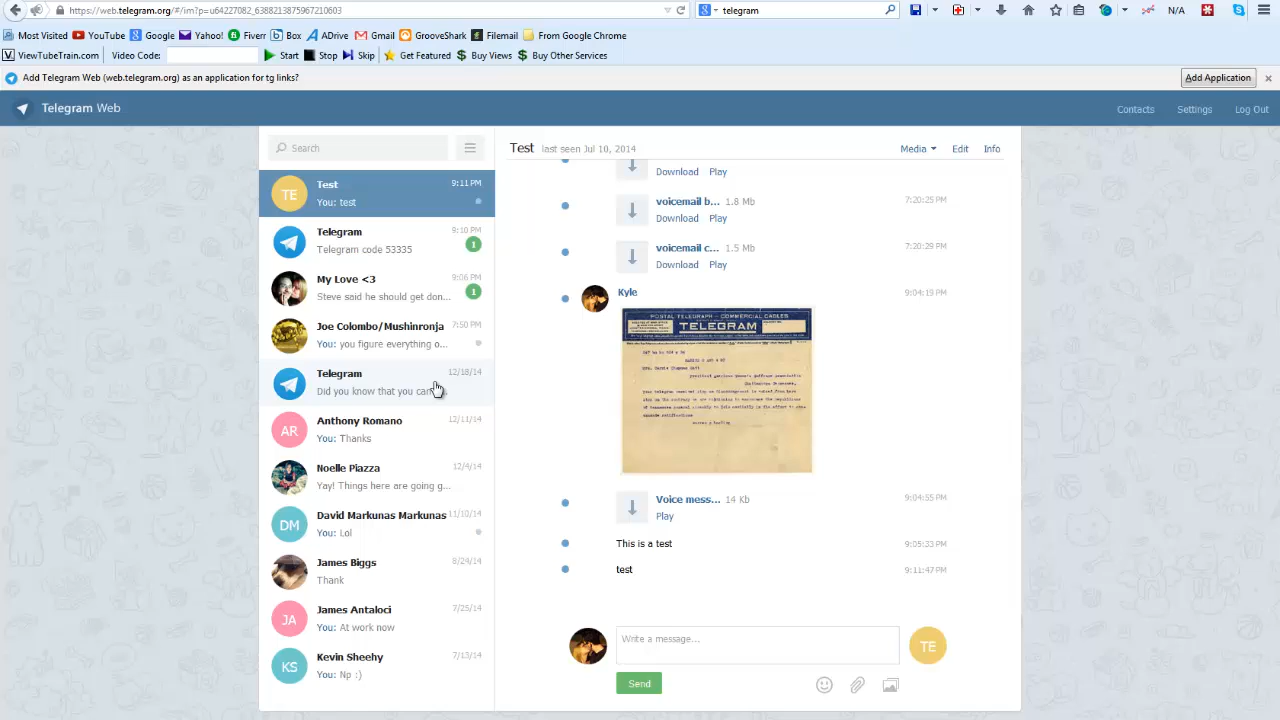 https://web.telegram.org/#/im?p=u64227082_6388213875967210603
telegram
N/A
Most Visited YouTube Google Yahoo! Fiverr Box ADrive Gmail GrooveShark Filemail From Google Chrome
ViewTubeTrain.com Video Code: Start Stop Skip Get Featured Buy Views Buy Other Services
Add Telegram Web (web.telegram.org) as an application for tg links?
Add Application
Telegram Web
Contacts Settings Log Out
Search
Test 9:11 PM
You: test
Telegram 9:10 PM
Telegram code 53335 1
My Love <3 9:06 PM
Steve said he should get don... 1
Joe Colombo//Rushinronja 7:50 PM
You: you figure everything o...
Telegram 12/18/14
Did you know that you can
Anthony Romano 12/11/14
You: Thanks
Noelle Piazza 12/4/14
Yay! Things here are going g...
David Markunas Markunas 11/10/14
You: Lol
James Biggs 8/24/14
Thank
James Antaloci 7/25/14
You: At work now
Kevin Sheehy 7/13/14
You: Np :)
TE
AR
DM
JA
KS
Test last seen Jul 10, 2014
Media Edit Info
Download Play
voicemail b... 1.8 Mb 7:20:25 PM
Download Play
voicemail c... 1.5 Mb 7:20:29 PM
Download Play
Kyle 9:04:19 PM
POSTAL TELEGRAPH - COMMERCIAL CABLES
TELEGRAM
Voice mess... 14 Kb 9:04:55 PM
Play
This is a test 9:05:33 PM
test 9:11:47 PM
Write a message...
TE
Send